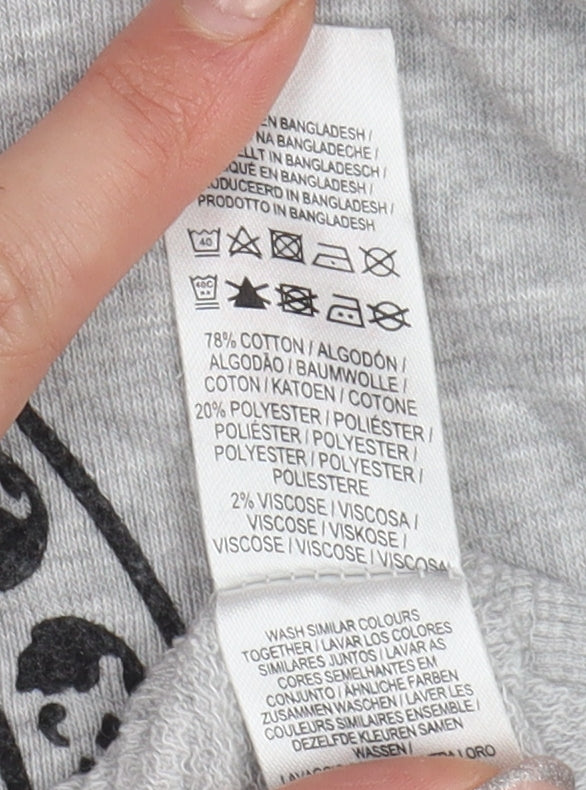 EN BANGLADESH /
NA BANGLADECHE /
IN BANGLADESCH /
EN BANGLADESH /
IN BANGLADESH /
PRODOTTO IN BANGLADESH
40
40C
78% COTTON / ALGODÓN /
ALGODÃO / BAUMWOLLE /
COTON / KATOEN / COTONE
20% POLYESTER / POLIÉSTER /
POLIÉSTER / POLYESTER /
POLYESTER / POLYESTER /
POLIESTERE
2% VISCOSE / VISCOSA /
VISCOSE / VISKOSE /
VISCOSE / VISCOSE / VISCOSA
WASH SIMILAR COLOURS
TOGETHER / LAVAR LOS COLORES
SIMILARES JUNTOS / LAVAR AS
CORES SEMELHANTES EM
CONJUNTO / ÄHNLICHE FARBEN
ZUSAMMEN WASCHEN / LAVER LES
COULEURS SIMILAIRES ENSEMBLE /
DEZELFDE KLEUREN SAMEN
WASSEN /
LORO